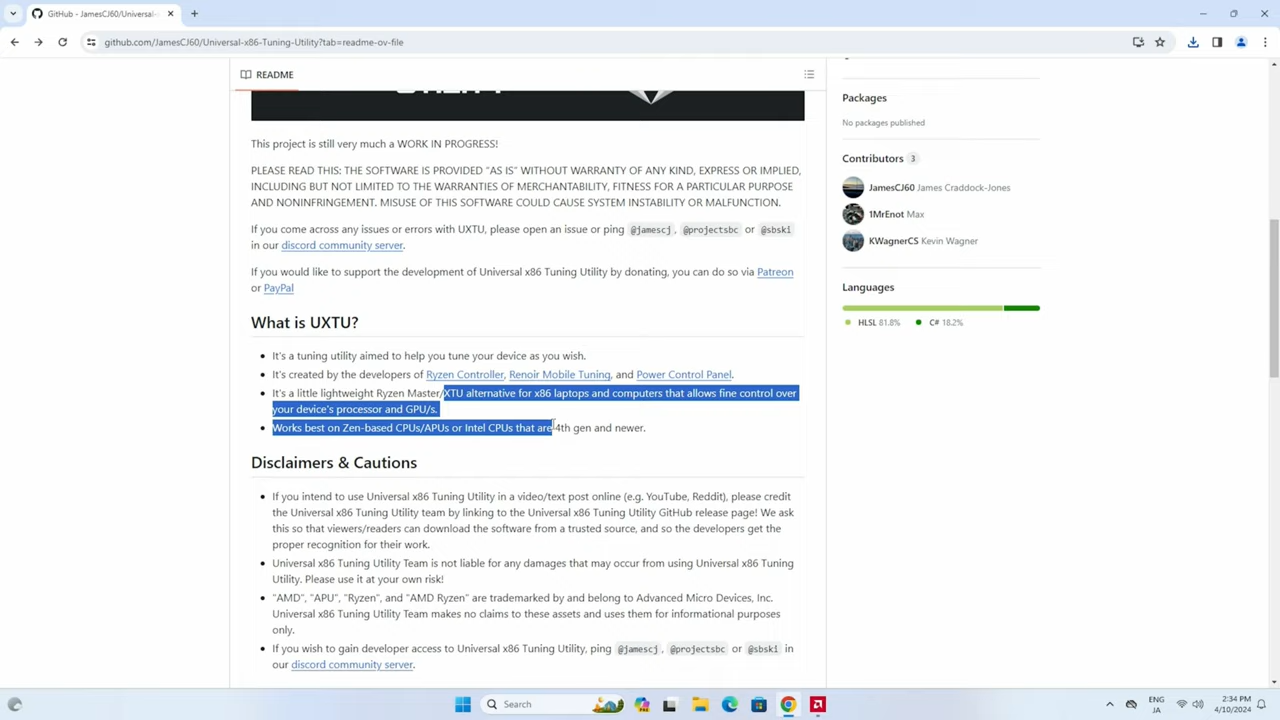 GitHub - JamesCJ60/Universal-
github.com/JamesCJ60/Universal-x86-Tuning-Utility?tab=readme-ov-file
README
UTILITY
This project is still very much a WORK IN PROGRESS!
PLEASE READ THIS: THE SOFTWARE IS PROVIDED "AS IS" WITHOUT WARRANTY OF ANY KIND, EXPRESS OR IMPLIED,
INCLUDING BUT NOT LIMITED TO THE WARRANTIES OF MERCHANTABILITY, FITNESS FOR A PARTICULAR PURPOSE
AND NONINFRINGEMENT. MISUSE OF THIS SOFTWARE COULD CAUSE SYSTEM INSTABILITY OR MALFUNCTION.
If you come across any issues or errors with UXTU, please open an issue or ping @jamescj, @projectsbc or @sbski
in our discord community server.
If you would like to support the development of Universal x86 Tuning Utility by donating, you can do so via Patreon
or PayPal
What is UXTU?
It's a tuning utility aimed to help you tune your device as you wish.
It's created by the developers of Ryzen Controller, Renoir Mobile Tuning, and Power Control Panel.
It's a little lightweight Ryzen Master/XTU alternative for x86 laptops and computers that allows fine control over
your device's processor and GPU/s.
Works best on Zen-based CPUs/APUs or Intel CPUs that are 4th gen and newer.
Disclaimers & Cautions
If you intend to use Universal x86 Tuning Utility in a video/text post online (e.g. YouTube, Reddit), please credit
the Universal x86 Tuning Utility team by linking to the Universal x86 Tuning Utility GitHub release page! We ask
this so that viewers/readers can download the software from a trusted source, and so the developers get the
proper recognition for their work.
Universal x86 Tuning Utility Team is not liable for any damages that may occur from using Universal x86 Tuning
Utility. Please use it at your own risk!
"AMD", "APU", "Ryzen", and "AMD Ryzen" are trademarked by and belong to Advanced Micro Devices, Inc.
Universal x86 Tuning Utility Team makes no claims to these assets and uses them for informational purposes
only.
If you wish to gain developer access to Universal x86 Tuning Utility, ping @jamescj, @projectsbc or @sbski in
our discord community server.
Packages
No packages published
Contributors 3
JamesCJ60 James Craddock-Jones
1MrEnot Max
KWagnerCS Kevin Wagner
Languages
HLSL 81.8% C# 18.2%
Search
ENG
JA
2:34 PM
4/10/2024